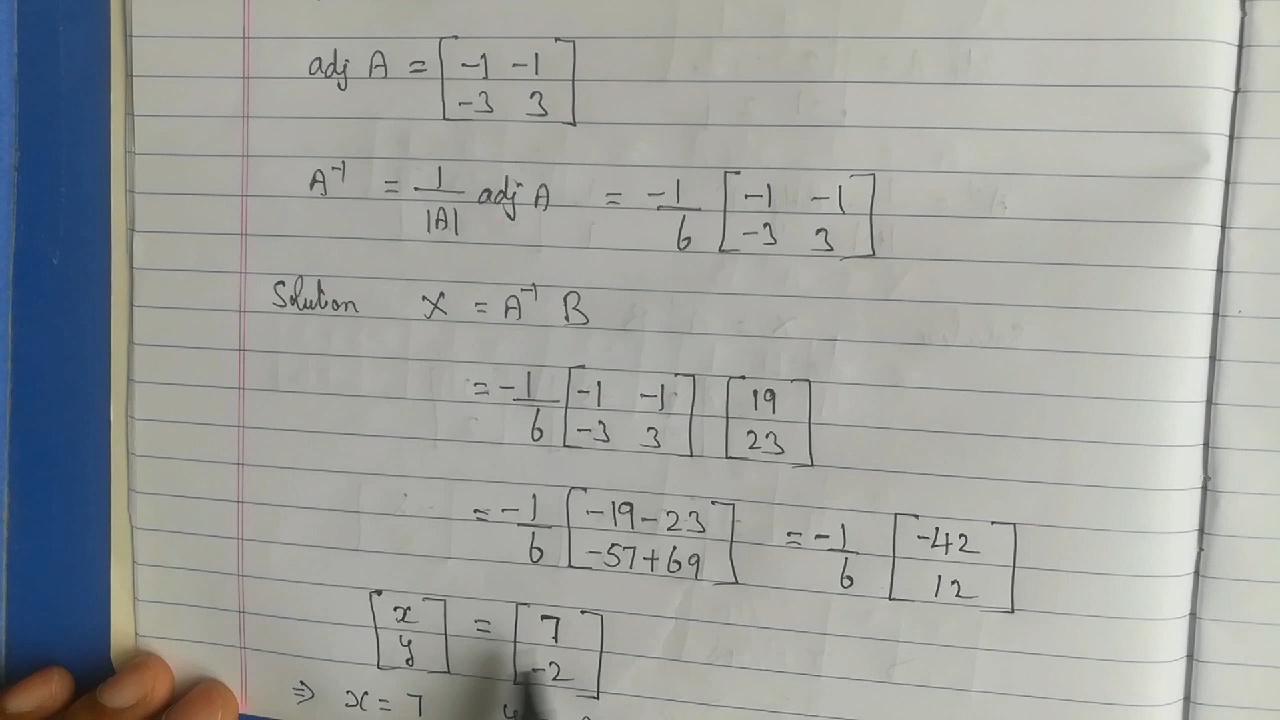 adj A = [ -1 -1
-3 3 ]
A⁻¹ = 1/|A| adj A = -1/6 [ -1 -1
-3 3 ]
Solution X = A⁻¹ B
= -1/6 [ -1 -1
-3 3 ] [ 19
23 ]
= -1/6 [ -19-23
-57+69 ] = -1/6 [ -42
12 ]
[ x
y ] = [ 7
-2 ]
⇒ x = 7